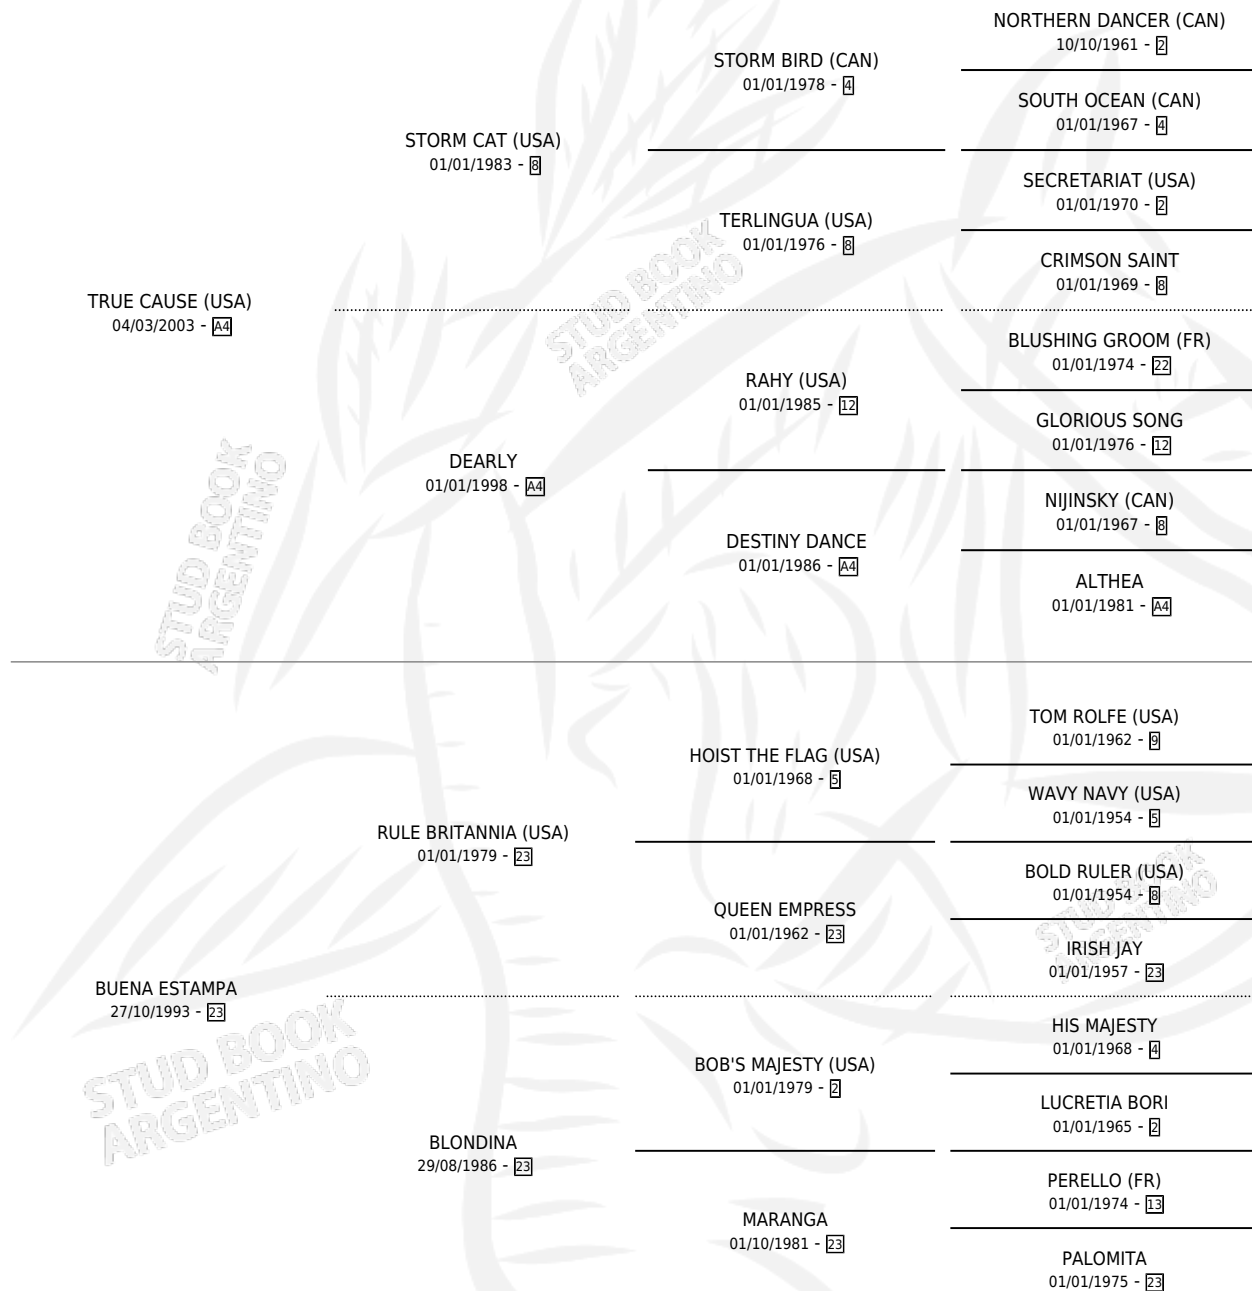 NORTHERN DANCER (CAN)
10/10/1961 - 2
STORM BIRD (CAN)
01/01/1978 - 4
SOUTH OCEAN (CAN)
01/01/1967 - 4
STORM CAT (USA)
01/01/1983 - 8
SECRETARIAT (USA)
01/01/1970 - 2
TERLINGUA (USA)
01/01/1976 - 8
CRIMSON SAINT
01/01/1969 - 8
TRUE CAUSE (USA)
04/03/2003 - A4
BLUSHING GROOM (FR)
01/01/1974 - 22
RAHY (USA)
01/01/1985 - 12
GLORIOUS SONG
01/01/1976 - 12
DEARLY
01/01/1998 - A4
NIJINSKY (CAN)
01/01/1967 - 8
DESTINY DANCE
01/01/1986 - A4
ALTHEA
01/01/1981 - A4
TOM ROLFE (USA)
01/01/1962 - 9
HOIST THE FLAG (USA)
01/01/1968 - 5
WAVY NAVY (USA)
01/01/1954 - 5
RULE BRITANNIA (USA)
01/01/1979 - 23
BOLD RULER (USA)
01/01/1954 - 8
QUEEN EMPRESS
01/01/1962 - 23
IRISH JAY
01/01/1957 - 23
BUENA ESTAMPA
27/10/1993 - 23
HIS MAJESTY
01/01/1968 - 4
BOB'S MAJESTY (USA)
01/01/1979 - 2
LUCRETIA BORI
01/01/1965 - 2
BLONDINA
29/08/1986 - 23
PERELLO (FR)
01/01/1974 - 13
MARANGA
01/10/1981 - 23
PALOMITA
01/01/1975 - 23
STUD BOOK
ARGENTINO
STUD BOOK
ARGENTINO
STUD BOOK
ARGENTINO
STUD BOOK
ARGENTINO